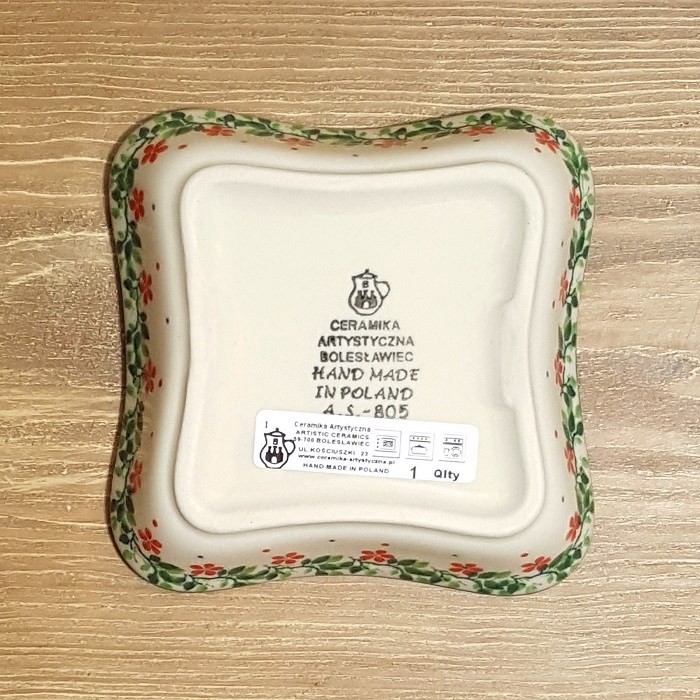 B
CERAMIKA
ARTYSTYCZNA
BOLESŁAWIEC
HAND MADE
IN POLAND
A.S.-805
1
Ceramika Artystyczna
ARTISTIC CERAMICS
59-700 BOLESŁAWIEC
UL.KOŚCIUSZKI 23
www.ceramika-artystyczna.pl
HAND MADE IN POLAND
1 Qlty